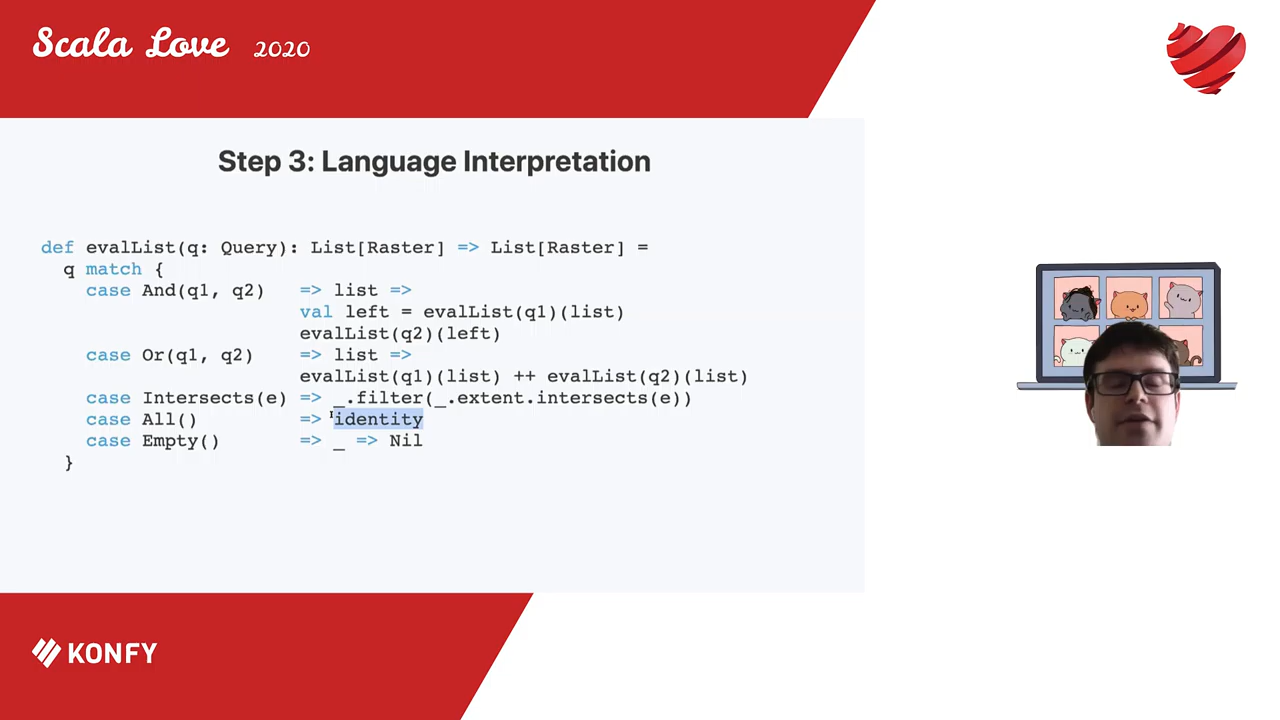 Scala Love 2020
Step 3: Language Interpretation
def evalList(q: Query): List[Raster] => List[Raster] =
q match {
case And(q1, q2) => list =>
val left = evalList(q1)(list)
evalList(q2)(left)
case Or(q1, q2) => list =>
evalList(q1)(list) ++ evalList(q2)(list)
case Intersects(e) => _.filter(_.extent.intersects(e))
case All() => identity
case Empty() => _ => Nil
}
KONFY